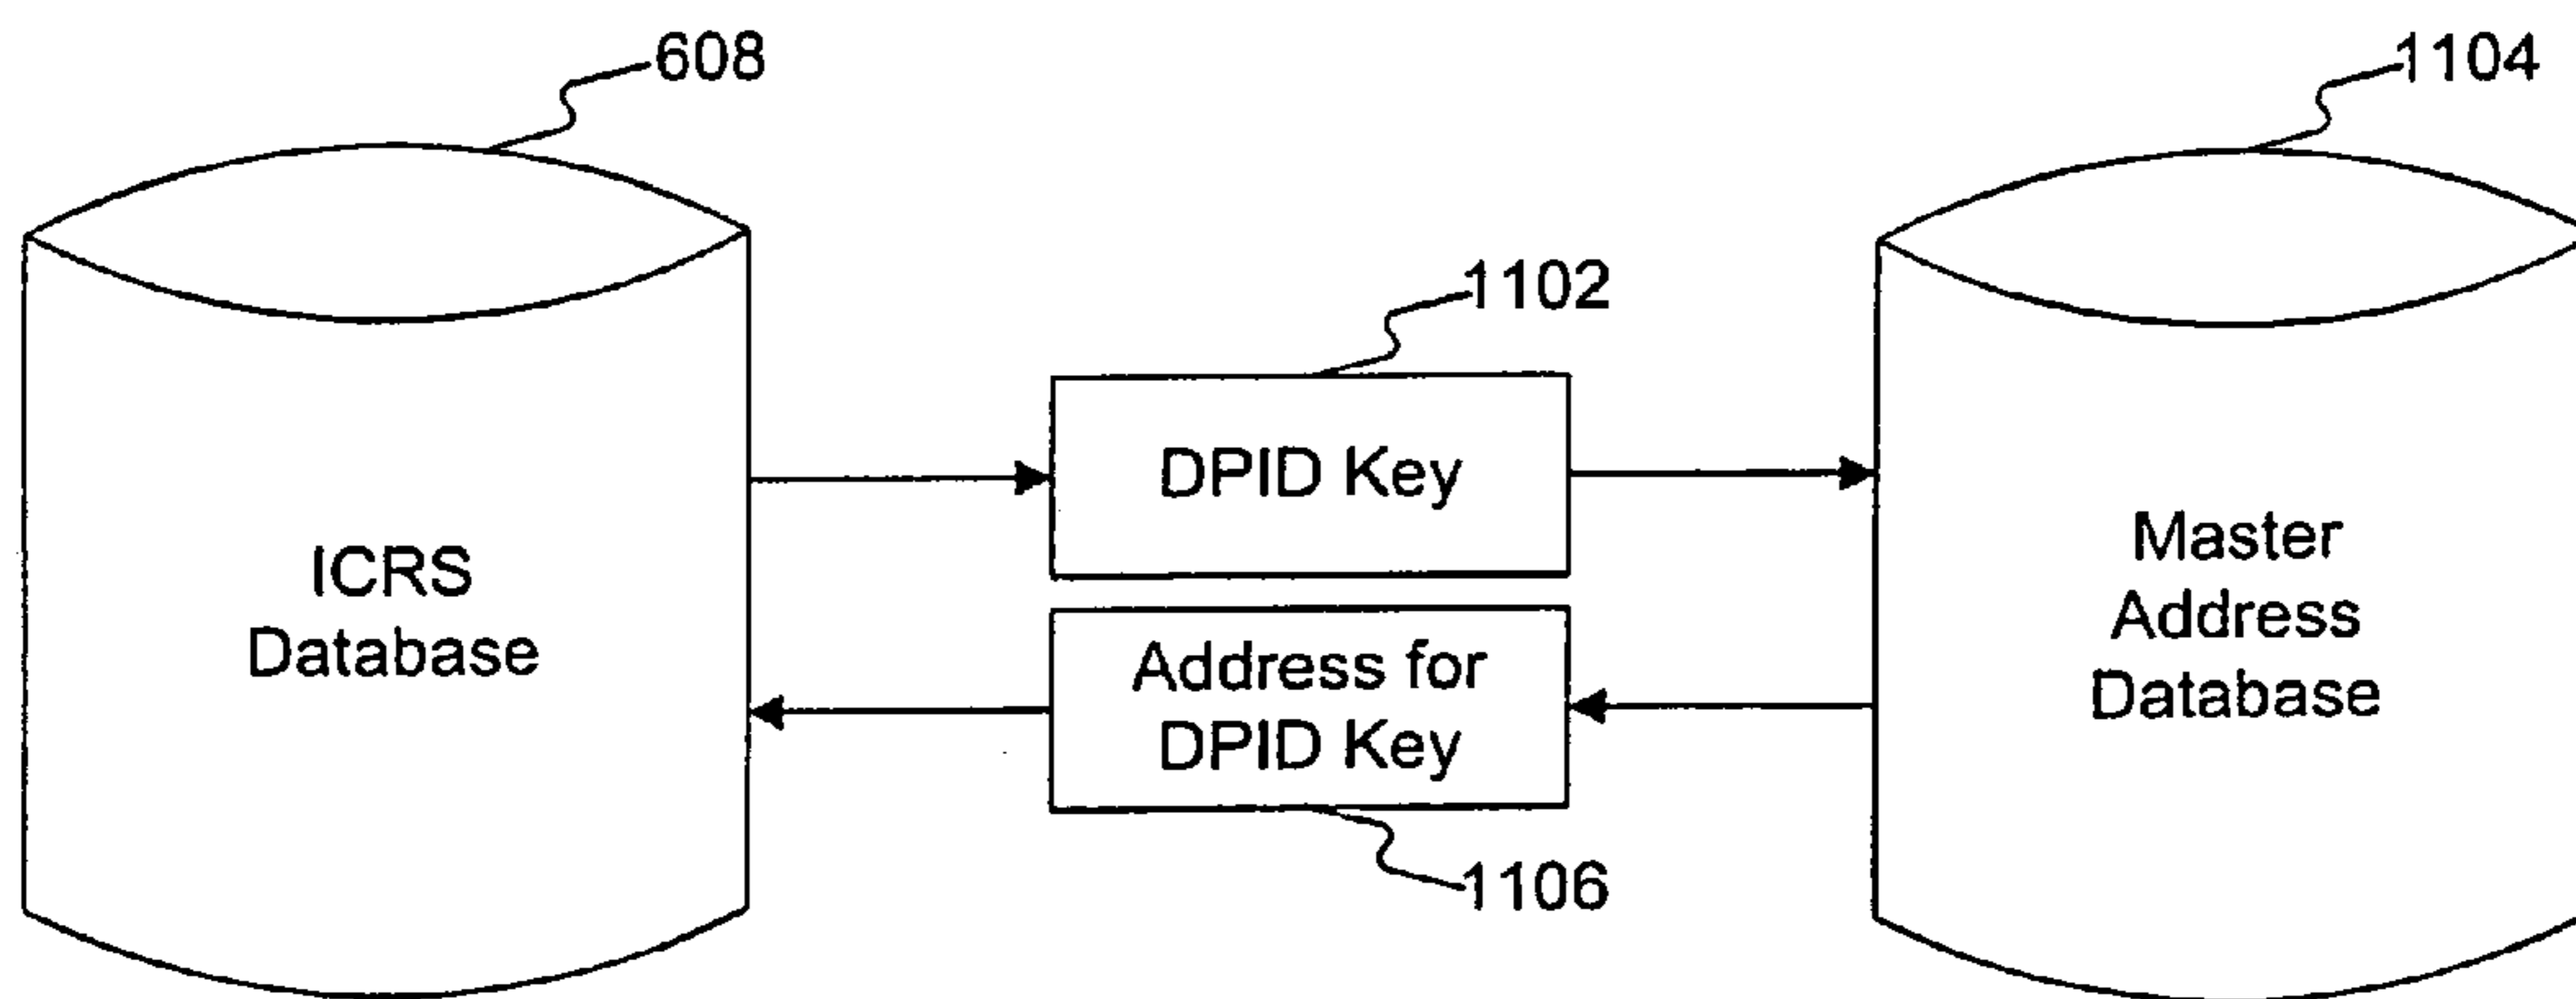 608
1104
1102
DPID Key
ICRS
Database
Master
Address
Database
Address for
DPID Key
1106